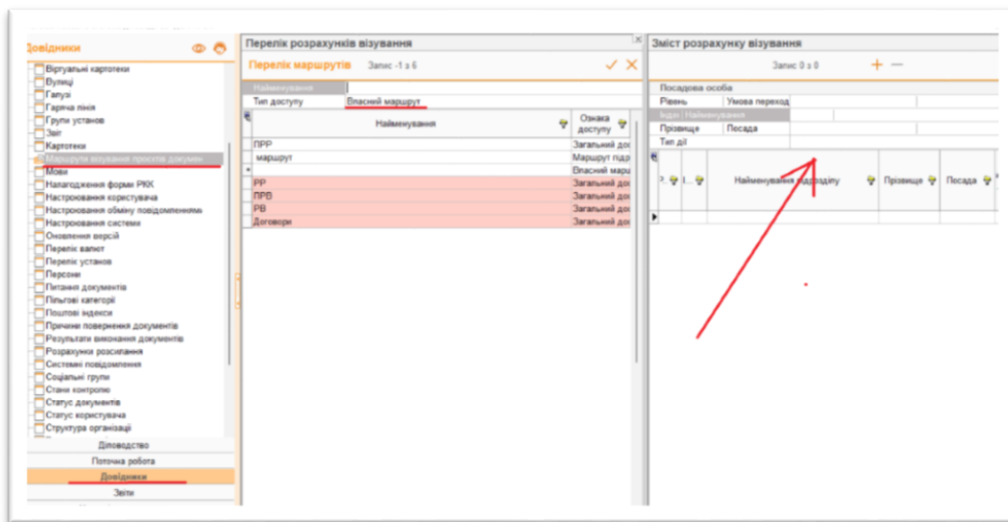 Довідники
Віртуальні картотеки
Вулиці
Галузі
Гаряча лінія
Групи установ
Звіт
Картотеки
Маршрути візування проєктів докумен
Мови
Налагодження форми РКК
Настроювання користувача
Настроювання обміну повідомленнями
Настроювання системи
Оновлення версій
Перелік валют
Перелік установ
Персони
Питання документів
Пільгові категорії
Поштові індекси
Причини повернення документів
Результати виконання документів
Розрахунки розсилання
Системні повідомлення
Соціальні групи
Стани контролю
Статус документів
Статус користувача
Структура організації
Діловодство
Поточна робота
Довідники
Звіти
Перелік розрахунків візування
Перелік маршрутів Запис -1 з 6
Найменування
Тип доступу Власний маршрут
Найменування Ознака доступу
ПРР Загальний дос
маршрут Маршрут підр
Власний марш
РР Загальний дос
ПРВ Загальний дос
РВ Загальний дос
Договори Загальний дос
Зміст розрахунку візування
Запис 0 з 0
Посадова особа
Рівень Умова переход
Індекс Найменування
Прізвище Посада
Тип дії
Р.. І... Найменування підрозділу Прізвище Посада